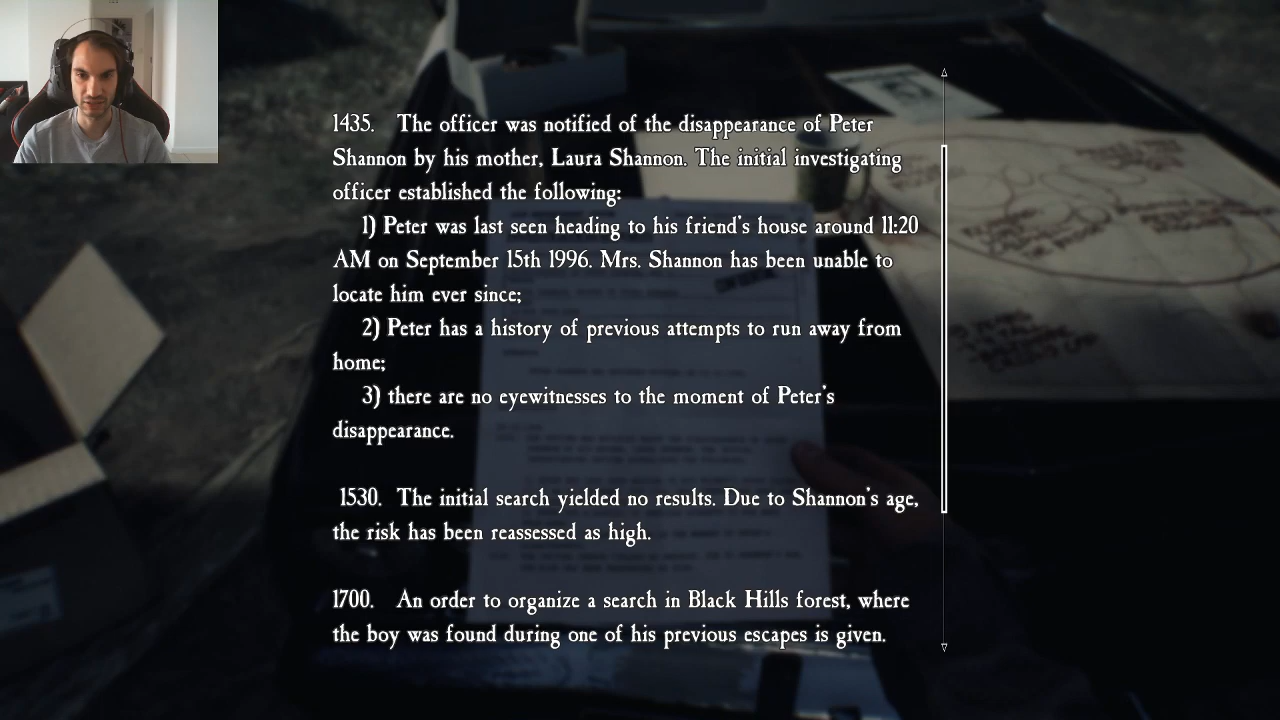 1435. The officer was notified of the disappearance of Peter
Shannon by his mother, Laura Shannon. The initial investigating
officer established the following:
1) Peter was last seen heading to his friend's house around 11:20
AM on September 15th 1996. Mrs. Shannon has been unable to
locate him ever since;
2) Peter has a history of previous attempts to run away from
home;
3) there are no eyewitnesses to the moment of Peter's
disappearance.
1530. The initial search yielded no results. Due to Shannon's age,
the risk has been reassessed as high.
1700. An order to organize a search in Black Hills forest, where
the boy was found during one of his previous escapes is given.